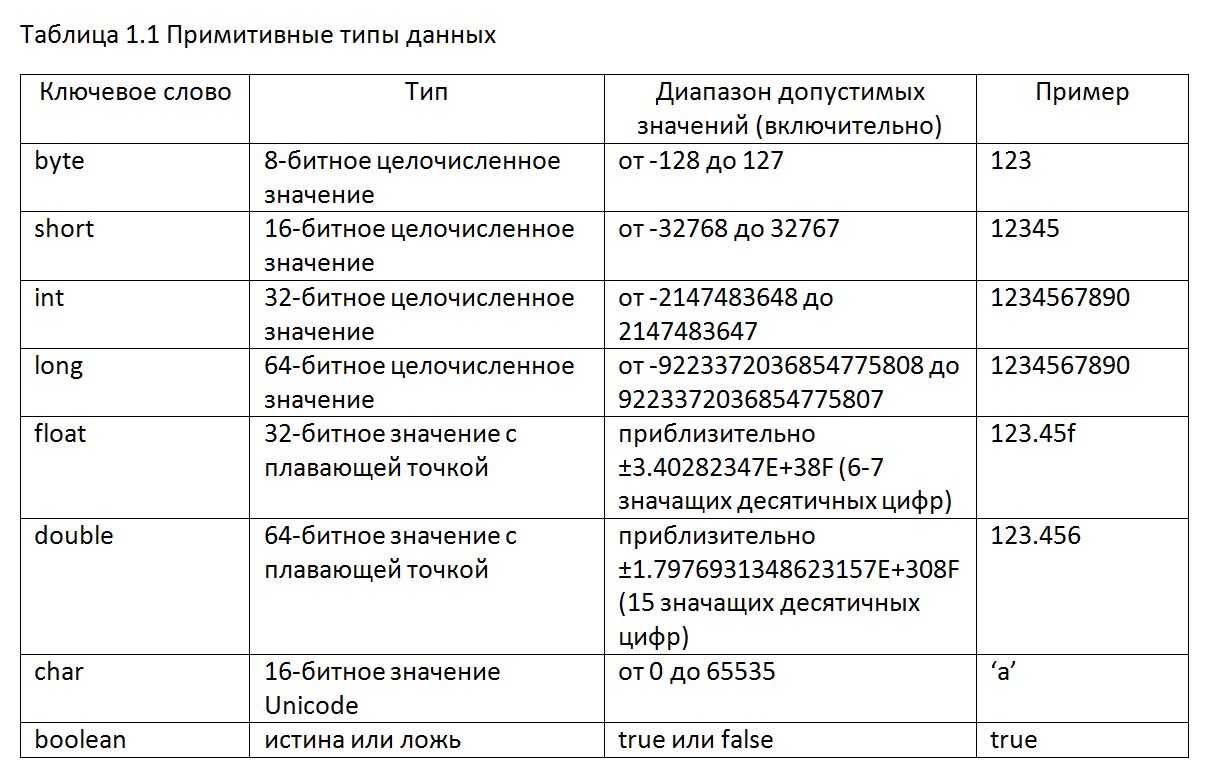 Таблица 1.1 Примитивные типы данных
Ключевое слово
Тип
Диапазон допустимых
значений (включительно)
Пример
byte
8-битное целочисленное
значение
от -128 до 127
123
short
16-битное целочисленное
значение
от -32768 до 32767
12345
int
32-битное целочисленное
значение
от -2147483648 до
2147483647
1234567890
long
64-битное целочисленное
значение
от -9223372036854775808 до
9223372036854775807
1234567890
float
32-битное значение с
плавающей точкой
приблизительно
±3.40282347E+38F (6-7
значащих десятичных цифр)
123.45f
double
64-битное значение с
плавающей точкой
приблизительно
±1.7976931348623157E+308F
(15 значащих десятичных
цифр)
123.456
char
16-битное значение
Unicode
от 0 до 65535
‘a’
boolean
истина или ложь
true или false
true